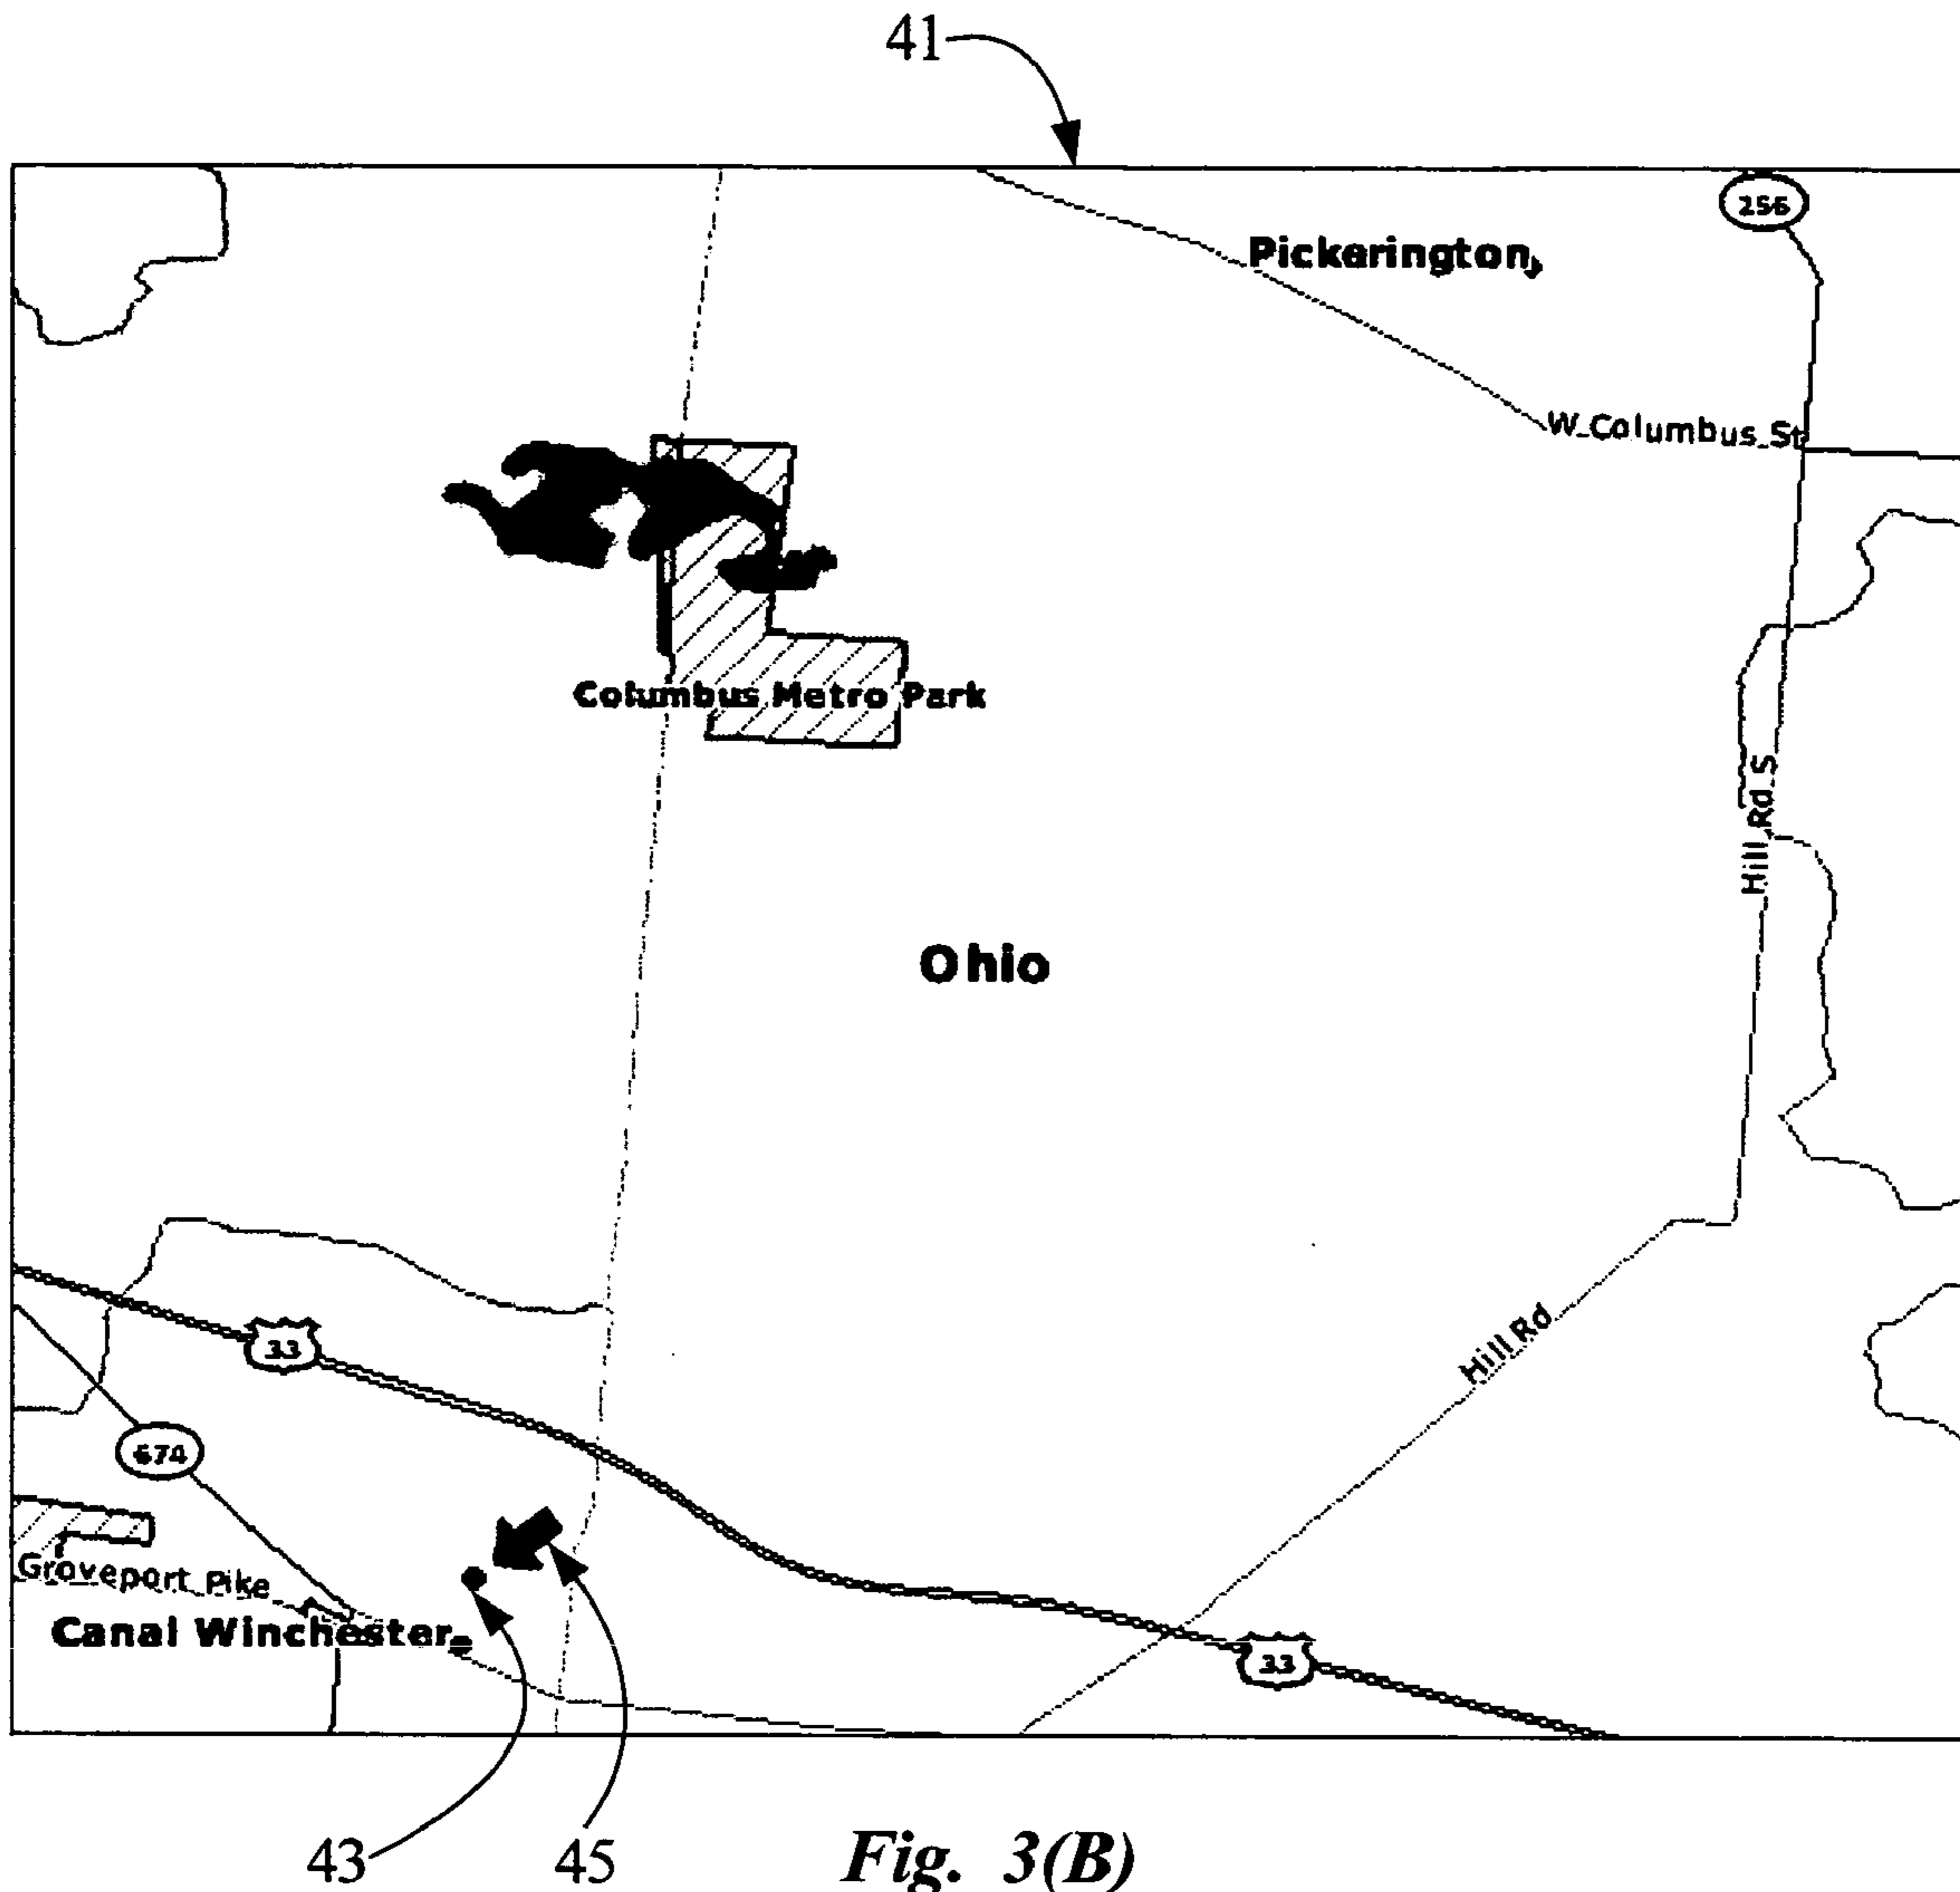 41
256
Pickerington
W Columbus St
Columbus Metro Park
Hill Rd S
Ohio
Hill Rd
33
674
Groveport Pike
Canal Winchester
33
43
45
Fig. 3(B)